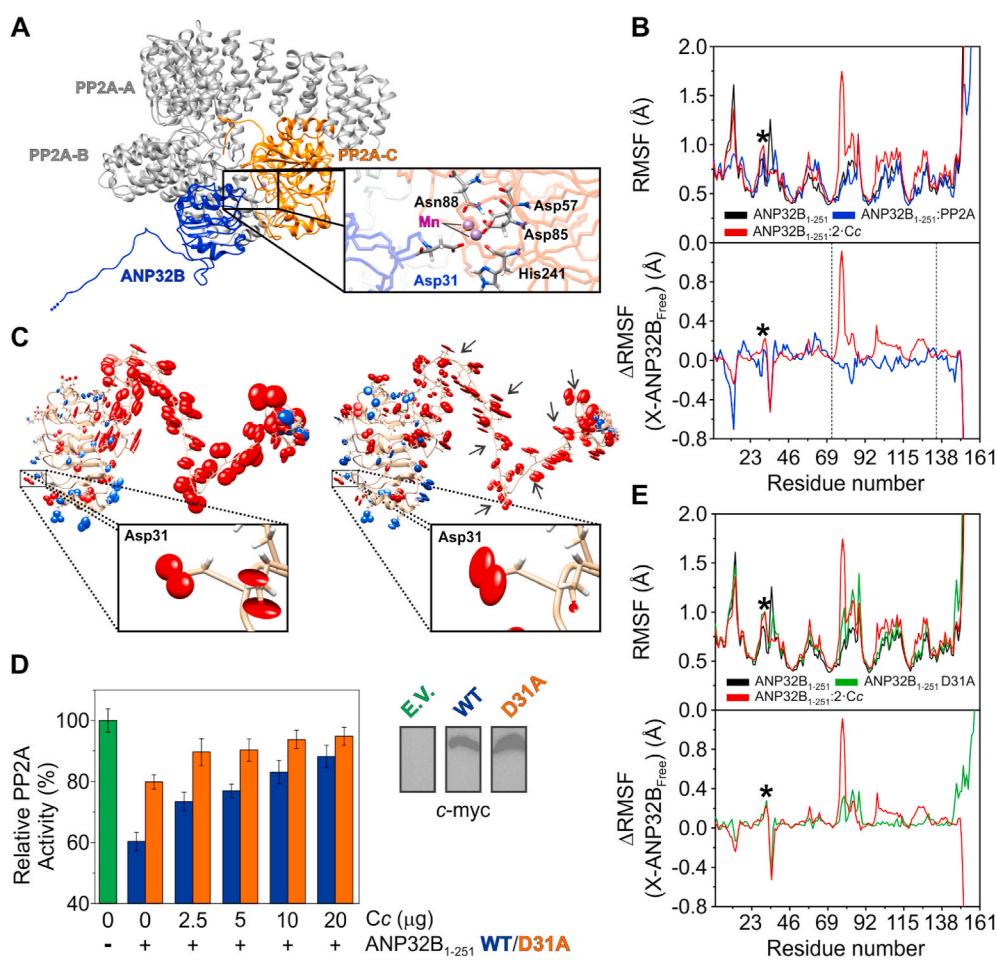 A
PP2A-A
PP2A-B
PP2A-C
ANP32B
Asn88
Asp57
Mn
Asp85
Asp31
His241
B
2.0
1.5
1.0
0.5
RMSF (Å)
*
ANP32B1-251 ANP32B1-251:PP2A
ANP32B1-251:2·Cc
0.0
0.8
0.4
0.0
-0.4
-0.8
ΔRMSF
(X-ANP32BFree) (Å)
*
23 46 69 92 115 138 161
Residue number
C
Asp31
Asp31
D
Relative PP2A
Activity (%)
100
80
60
40
0 0 2.5 5 10 20 Cc (µg)
- + + + + + ANP32B1-251 WT/D31A
E.V. WT D31A
c-myc
E
2.0
1.5
1.0
0.5
RMSF (Å)
*
ANP32B1-251 ANP32B1-251 D31A
ANP32B1-251:2·Cc
0.0
0.8
0.4
0.0
-0.4
-0.8
ΔRMSF
(X-ANP32BFree) (Å)
*
23 46 69 92 115 138 161
Residue number